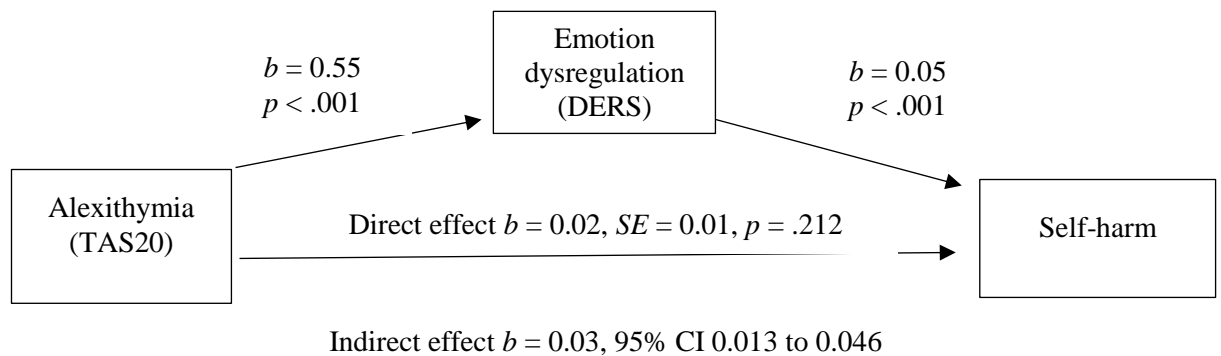 Emotion
dysregulation
(DERS)
b = 0.55
p < .001
b = 0.05
p < .001
Alexithymia
(TAS20)
Direct effect b = 0.02, SE = 0.01, p = .212
Self-harm
Indirect effect b = 0.03, 95% CI 0.013 to 0.046